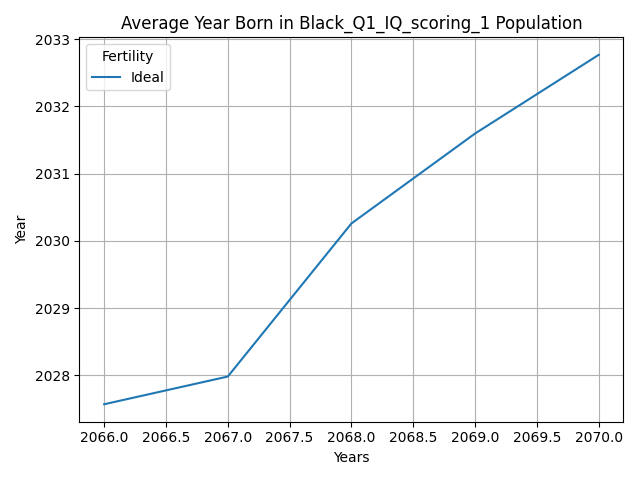 Average Year Born in Black_Q1_IQ_scoring_1 Population
Fertility
Ideal
Year
2033
2032
2031
2030
2029
2028
2066.0 2066.5 2067.0 2067.5 2068.0 2068.5 2069.0 2069.5 2070.0
Years